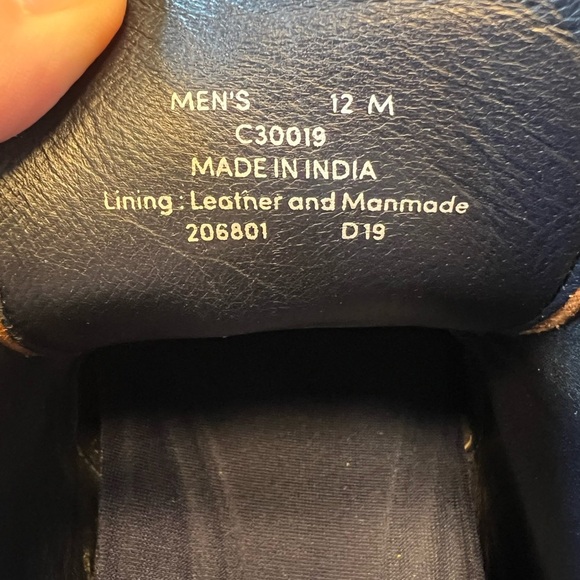 MEN'S 12 M
C30019
MADE IN INDIA
Lining : Leather and Manmade
206801 D19